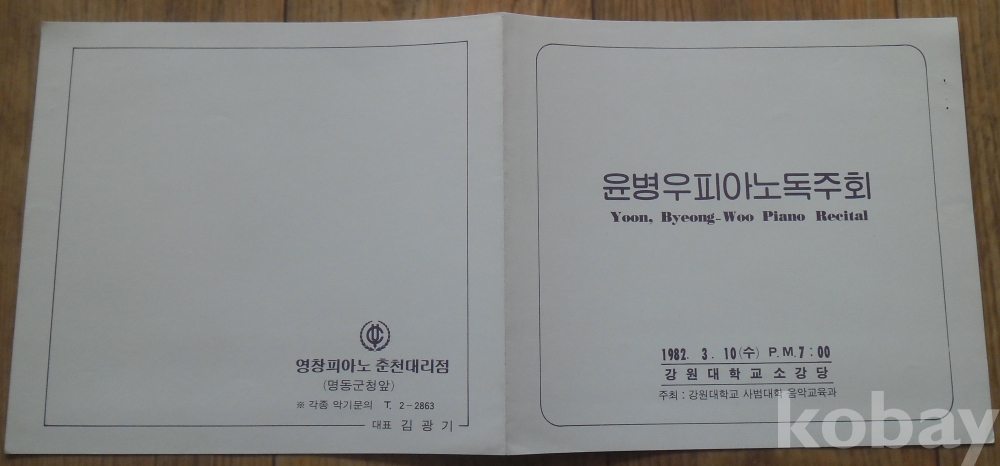 영창피아노 춘천대리점
(명동군청앞)
※ 각종 악기문의 T. 2-2863
대표 김광기
윤병우피아노독주회
Yoon, Byeong-Woo Piano Recital
1982. 3. 10(수) P.M. 7:00
강원대학교소강당
주최 : 강원대학교 사범대학 음악교육과
kobay